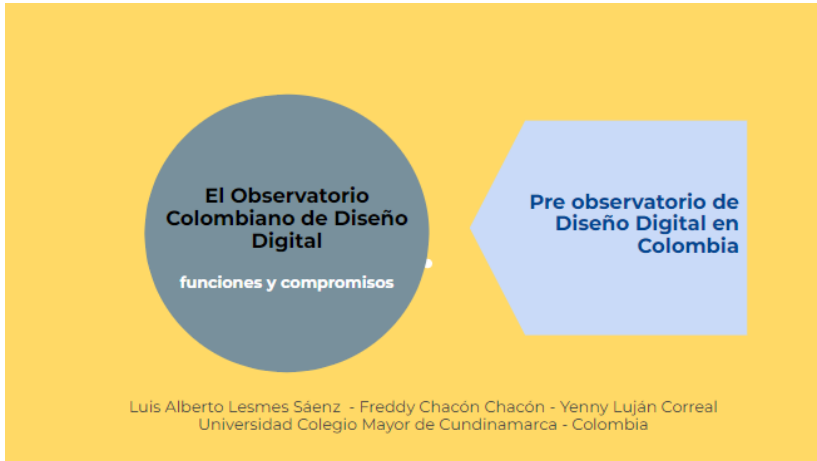 El Observatorio
Colombiano de Diseño
Digital
funciones y compromisos
Pre observatorio de
Diseño Digital en
Colombia
Luis Alberto Lesmes Sáenz - Freddy Chacón Chacón - Yenny Luján Correal
Universidad Colegio Mayor de Cundinamarca - Colombia